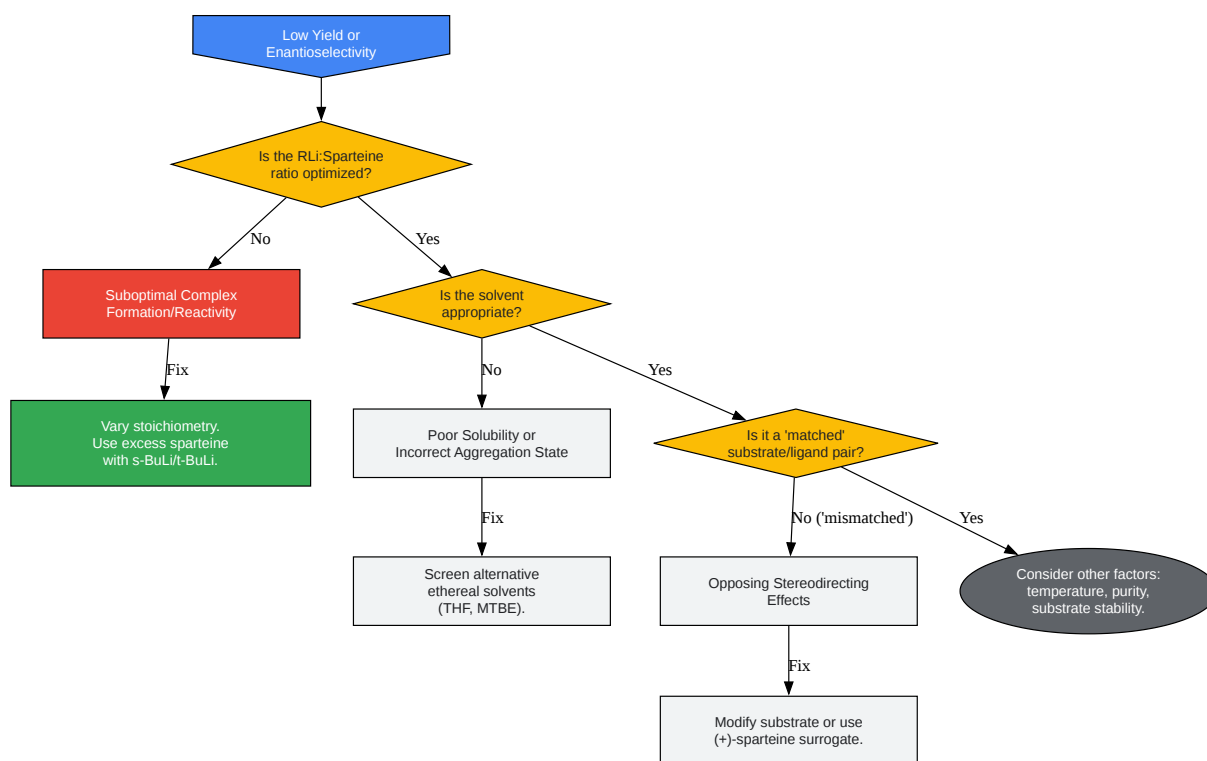 Low Yield or
Enantioselectivity
Is the RLi:Sparteine
ratio optimized?
No
Yes
Suboptimal Complex
Formation/Reactivity
Is the solvent
appropriate?
Fix
No
Yes
Vary stoichiometry.
Use excess sparteine
with s-BuLi/t-BuLi.
Poor Solubility or
Incorrect Aggregation State
Is it a 'matched'
substrate/ligand pair?
Fix
No ('mismatched')
Yes
Screen alternative
ethereal solvents
(THF, MTBE).
Opposing Stereodirecting
Effects
Consider other factors:
temperature, purity,
substrate stability.
Fix
Modify substrate or use
(+)-sparteine surrogate.